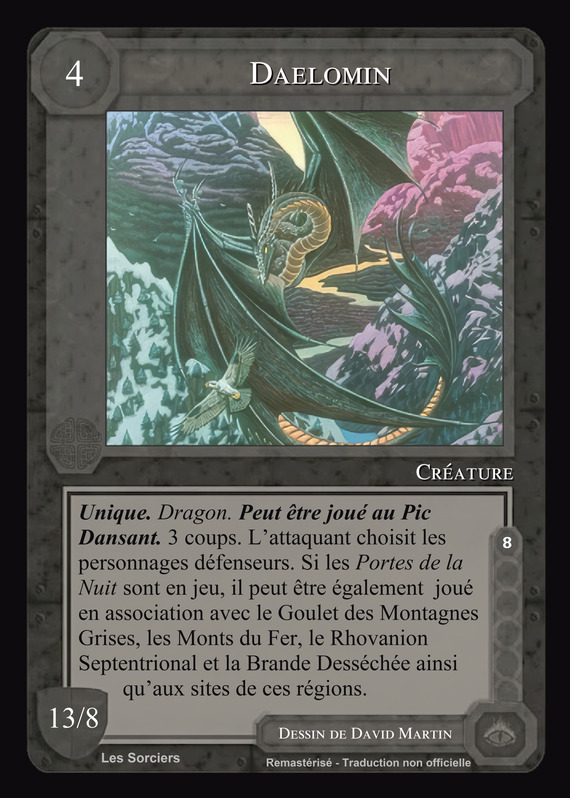 4
Daelomin
Créature
Unique. Dragon. Peut être joué au Pic
Dansant. 3 coups. L'attaquant choisit les
personnages défenseurs. Si les Portes de la
Nuit sont en jeu, il peut être également joué
en association avec le Goulet des Montagnes
Grises, les Monts du Fer, le Rhovanion
Septentrional et la Brande Desséchée ainsi
qu'aux sites de ces régions.
8
13/8
Dessin de David Martin
Les Sorciers
Remastérisé - Traduction non officielle